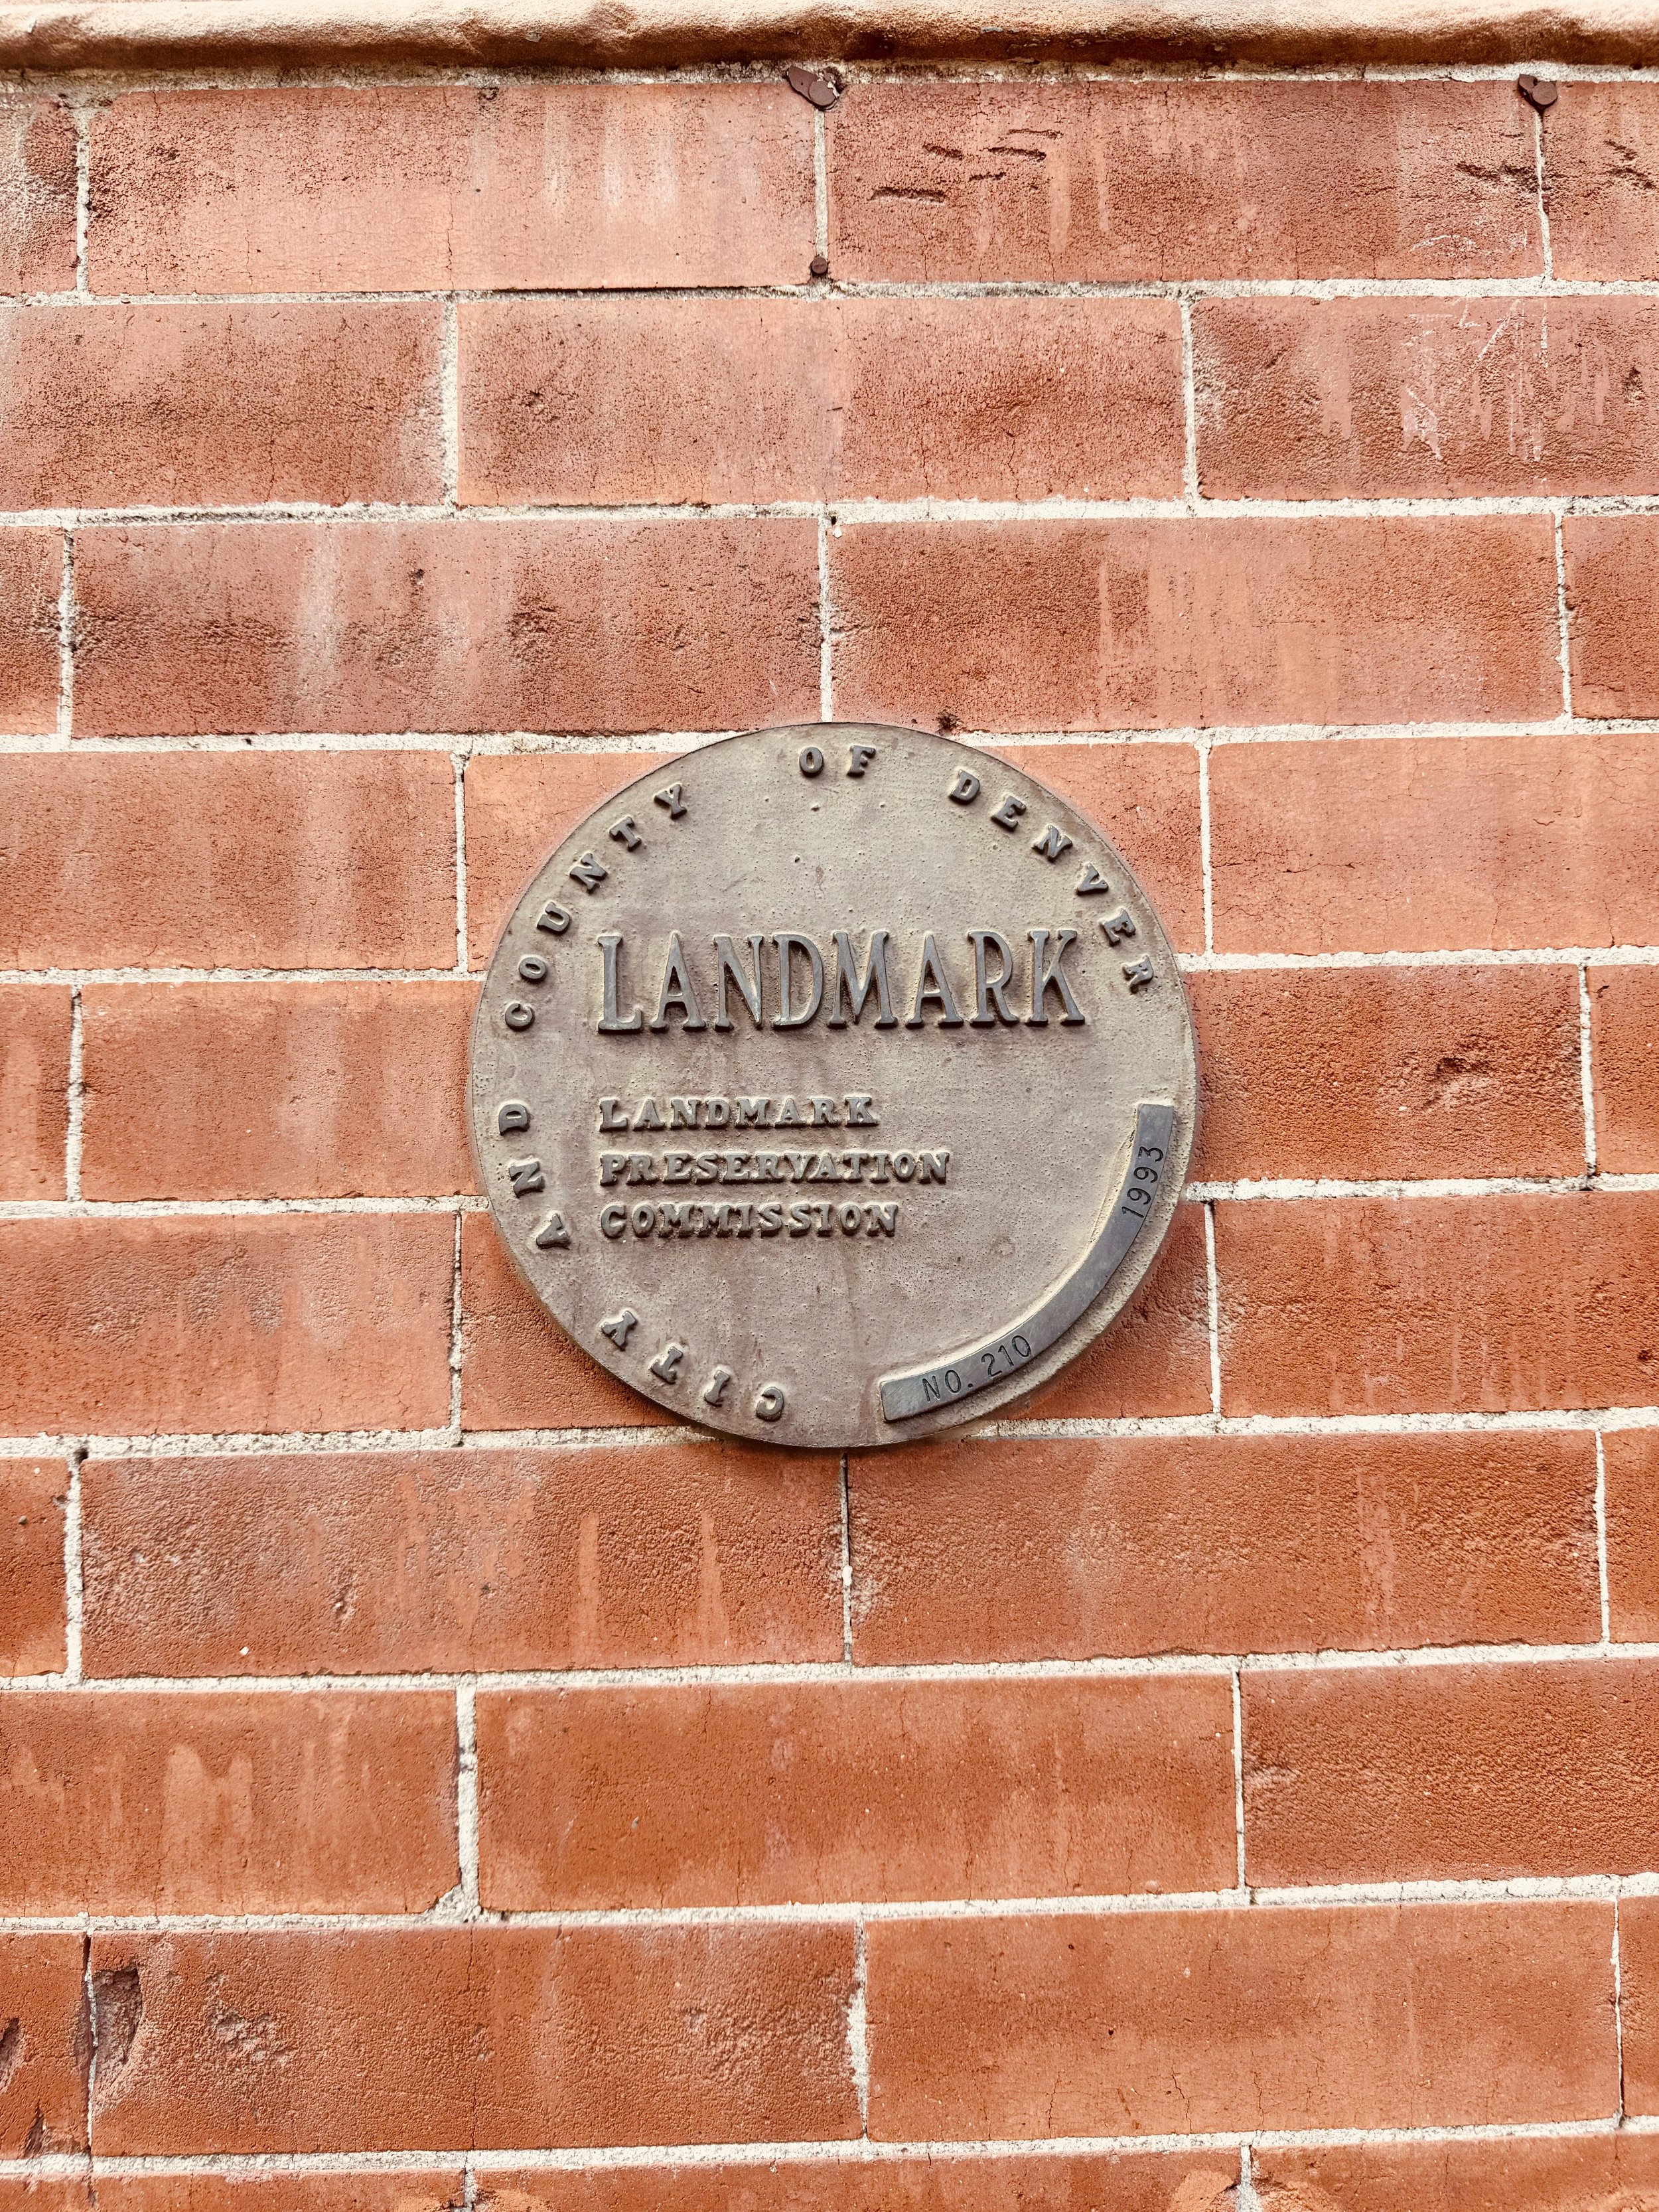 CITY AND COUNTY OF DENVER
LANDMARK
LANDMARK
PRESERVATION
COMMISSION
NO. 210 1993